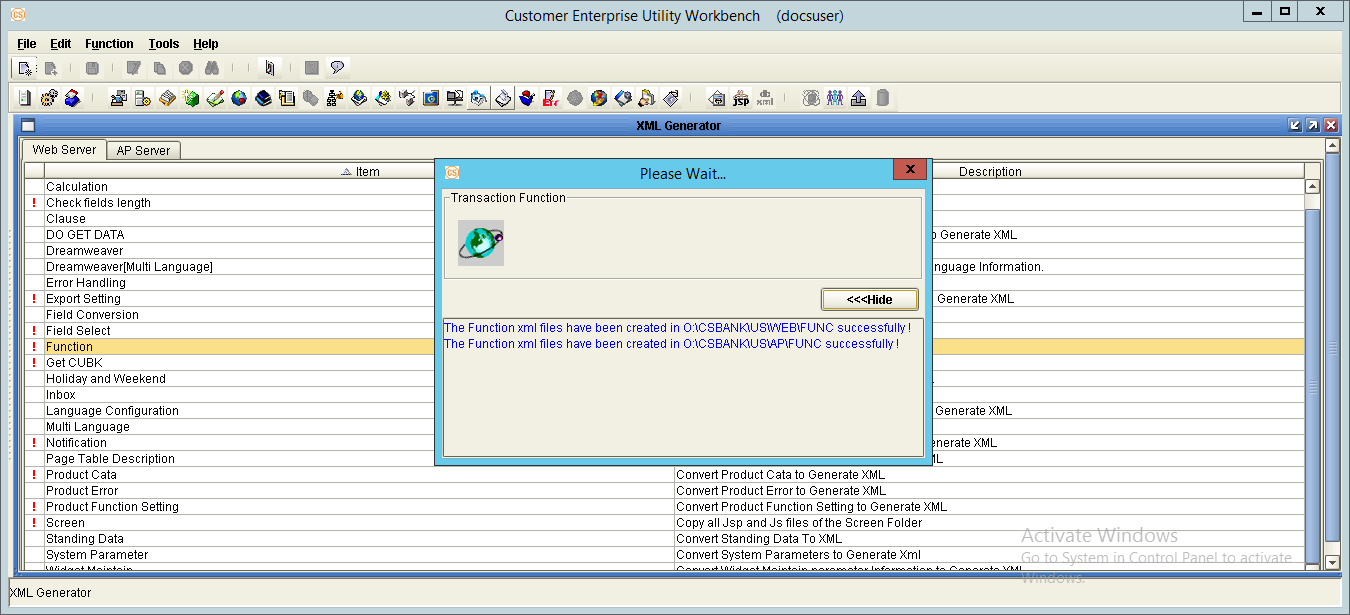 CS Customer Enterprise Utility Workbench (docsuser)
File Edit Function Tools Help
XML Generator
Web Server AP Server
Item Description
Calculation
! Check fields length
Clause
DO GET DATA Generate XML
Dreamweaver
Dreamweaver[Multi Language] Information.
Error Handling
! Export Setting Generate XML
Field Conversion
! Field Select
! Function
! Get CUBK
Holiday and Weekend
Inbox
Language Configuration Generate XML
Multi Language
! Notification XML
Page Table Description
! Product Cata Convert Product Cata to Generate XML
Product Error Convert Product Error to Generate XML
! Product Function Setting Convert Product Function Setting to Generate XML
! Screen Copy all Jsp and Js files of the Screen Folder
Standing Data Convert Standing Data To XML
System Parameter Convert System Parameters to Generate Xml
Widget Maintain Convert Widget Maintain parameter Information to Generate XML
CS Please Wait...
Transaction Function
<<<Hide
The Function xml files have been created in O:\CSBANK\US\WEB\FUNC successfully !
The Function xml files have been created in O:\CSBANK\US\AP\FUNC successfully !
Activate Windows
Go to System in Control Panel to activate
Windows.
XML Generator